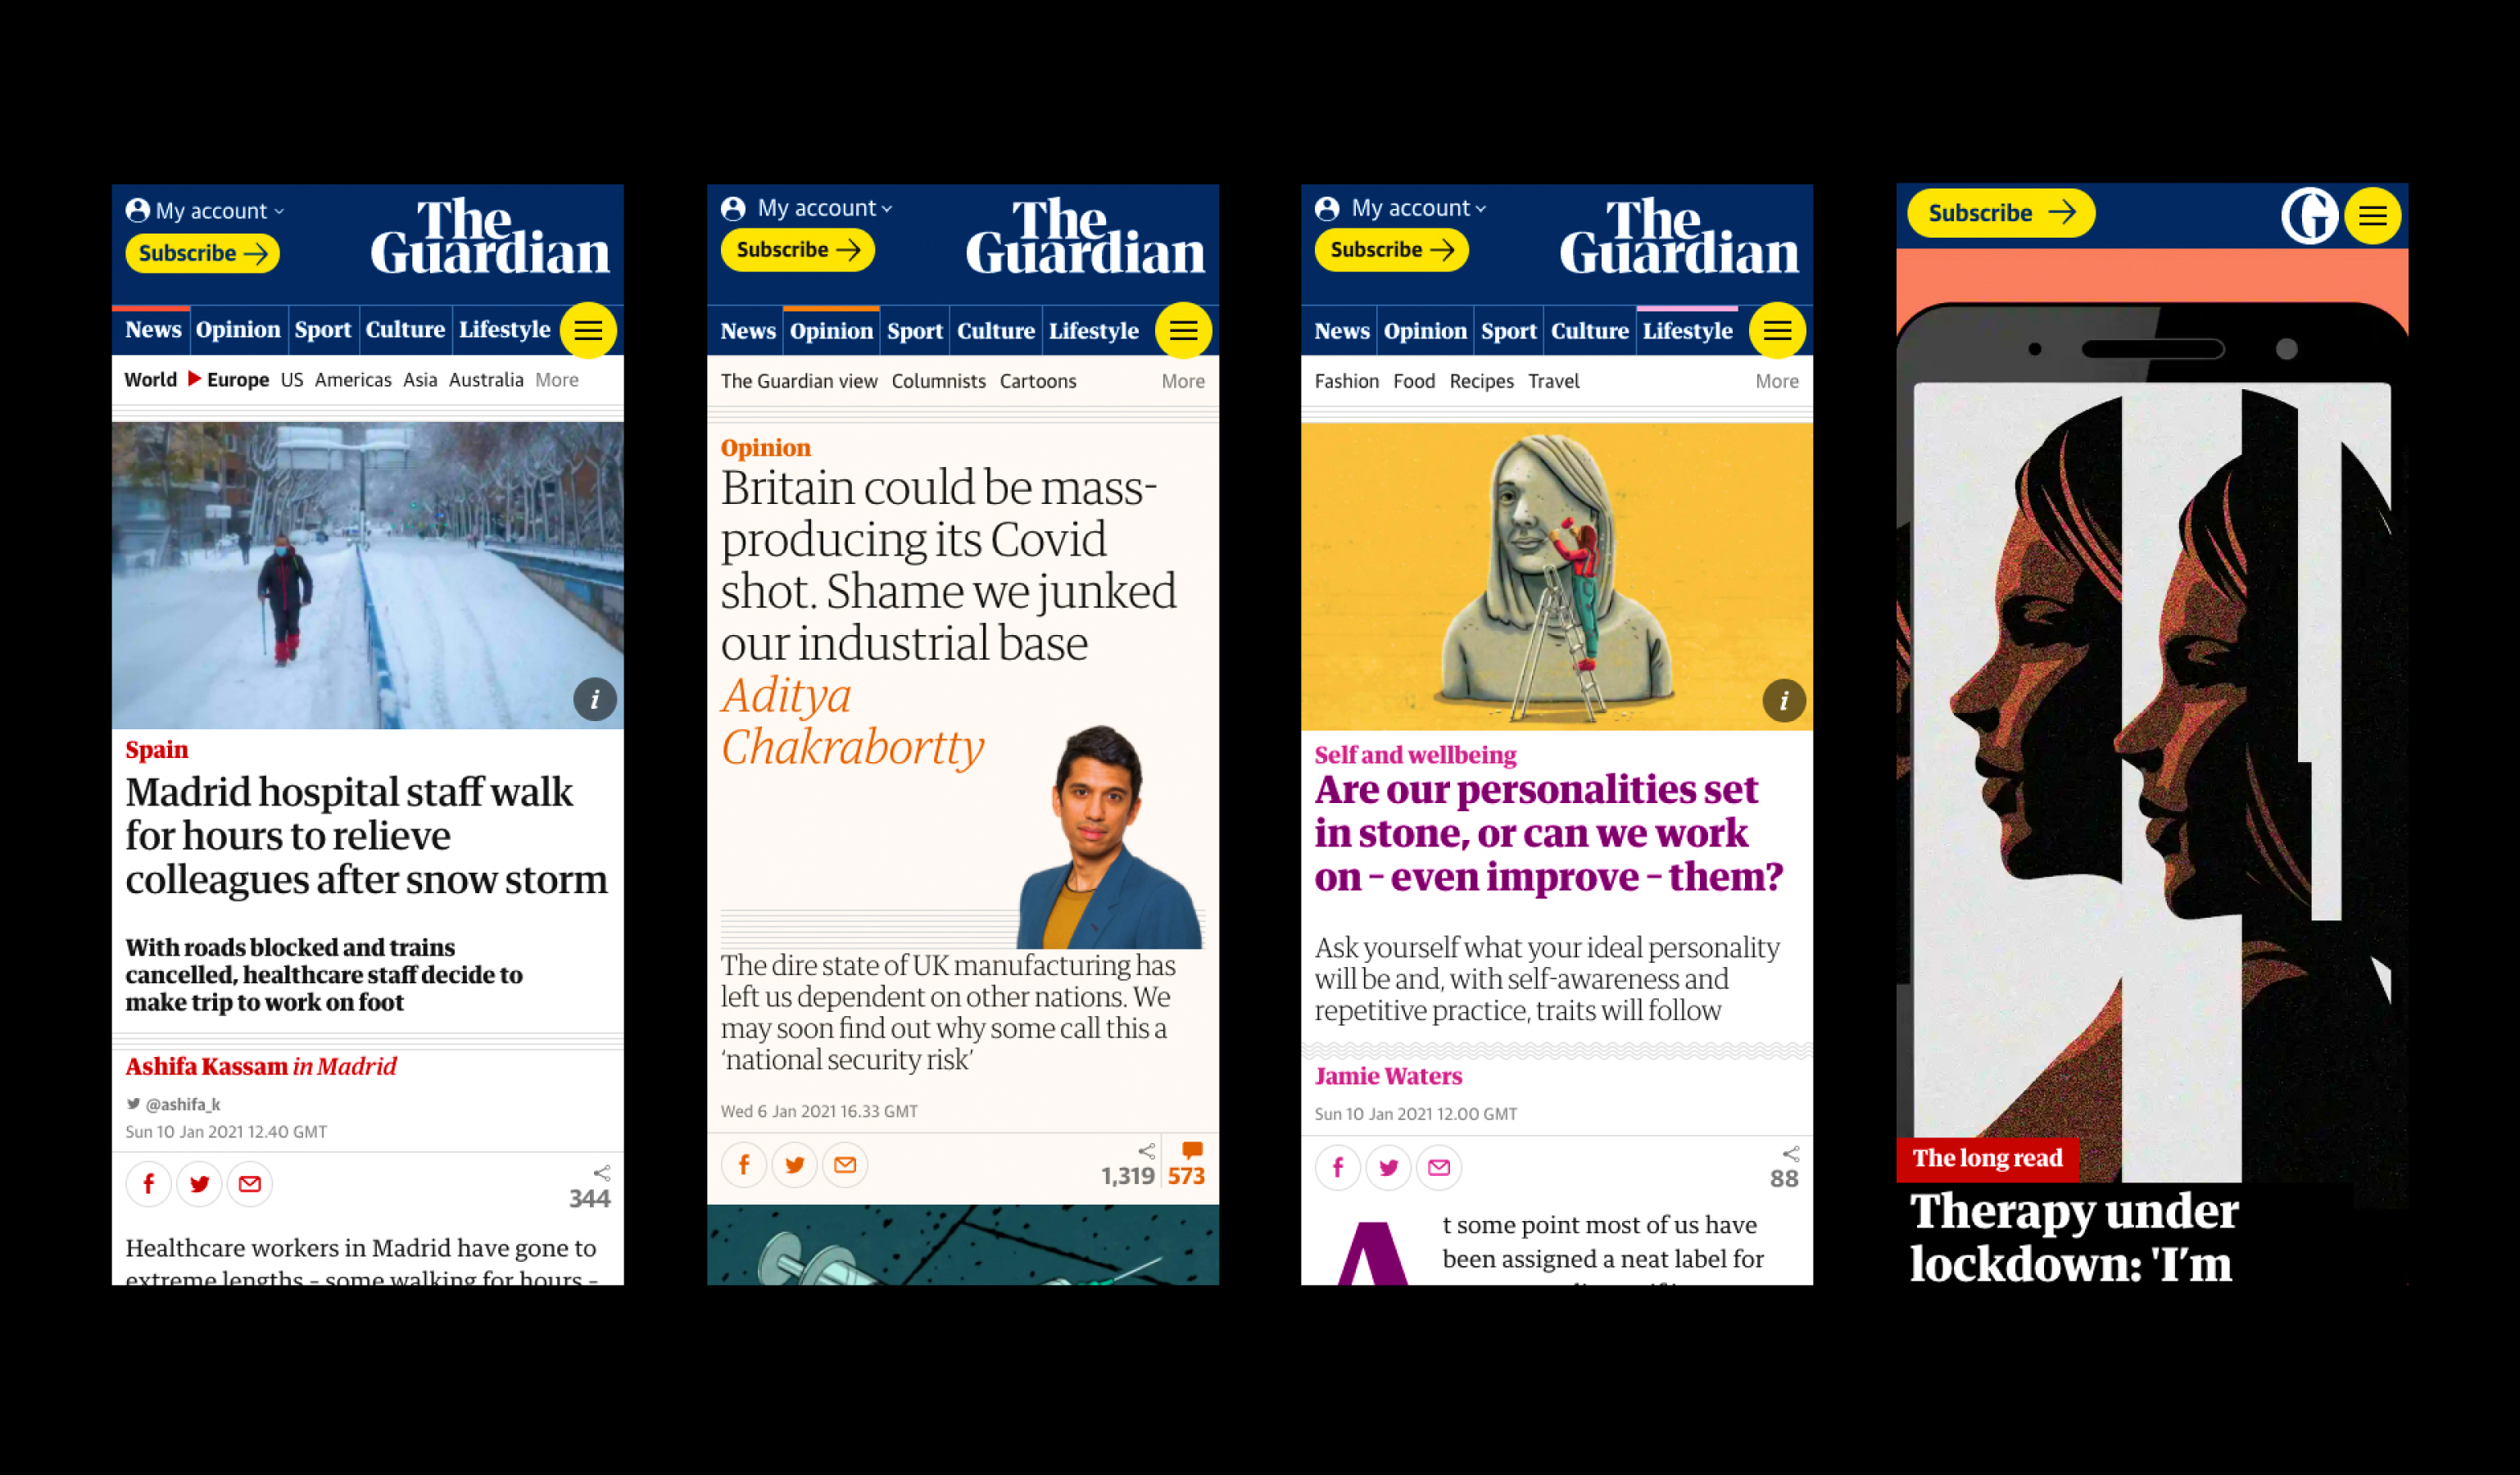 My account
Subscribe
The
Guardian
News Opinion Sport Culture Lifestyle
World Europe US Americas Asia Australia More
i
Spain
Madrid hospital staff walk
for hours to relieve
colleagues after snow storm
With roads blocked and trains
cancelled, healthcare staff decide to
make trip to work on foot
Ashifa Kassam in Madrid
@ashifa_k
Sun 10 Jan 2021 12.40 GMT
344
Healthcare workers in Madrid have gone to
extreme lengths – some walking for hours –
My account
Subscribe
The
Guardian
News Opinion Sport Culture Lifestyle
The Guardian view Columnists Cartoons More
Opinion
Britain could be mass-
producing its Covid
shot. Shame we junked
our industrial base
Aditya
Chakrabortty
The dire state of UK manufacturing has
left us dependent on other nations. We
may soon find out why some call this a
‘national security risk’
Wed 6 Jan 2021 16.33 GMT
1,319 573
My account
Subscribe
The
Guardian
News Opinion Sport Culture Lifestyle
Fashion Food Recipes Travel More
i
Self and wellbeing
Are our personalities set
in stone, or can we work
on – even improve – them?
Ask yourself what your ideal personality
will be and, with self-awareness and
repetitive practice, traits will follow
Jamie Waters
Sun 10 Jan 2021 12.00 GMT
88
At some point most of us have
been assigned a neat label for
Subscribe
G
The long read
Therapy under
lockdown: 'I’m